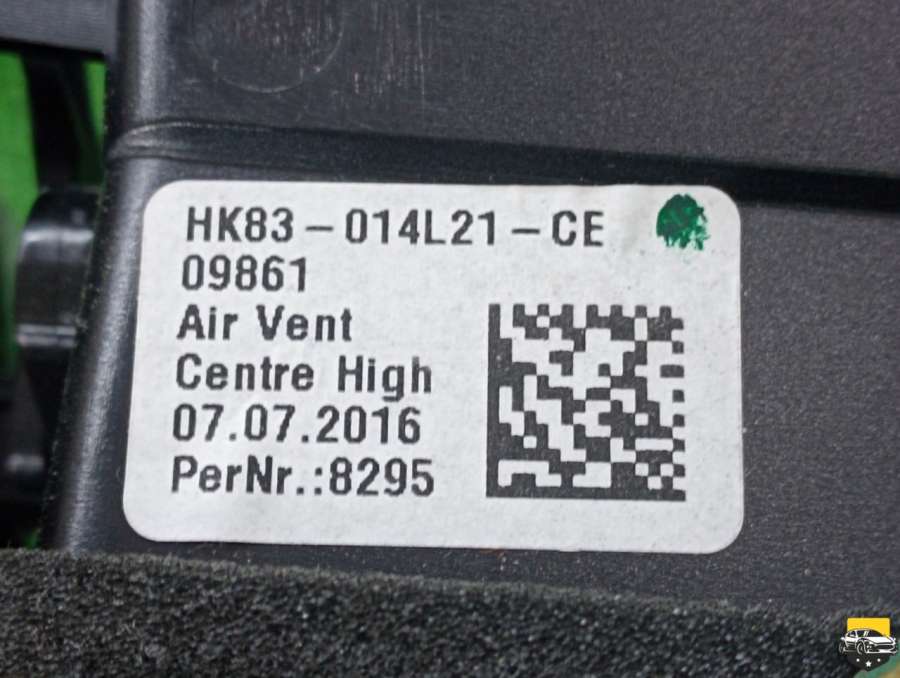 HK83-014L21-CE
09861
Air Vent
Centre High
07.07.2016
PerNr.:8295